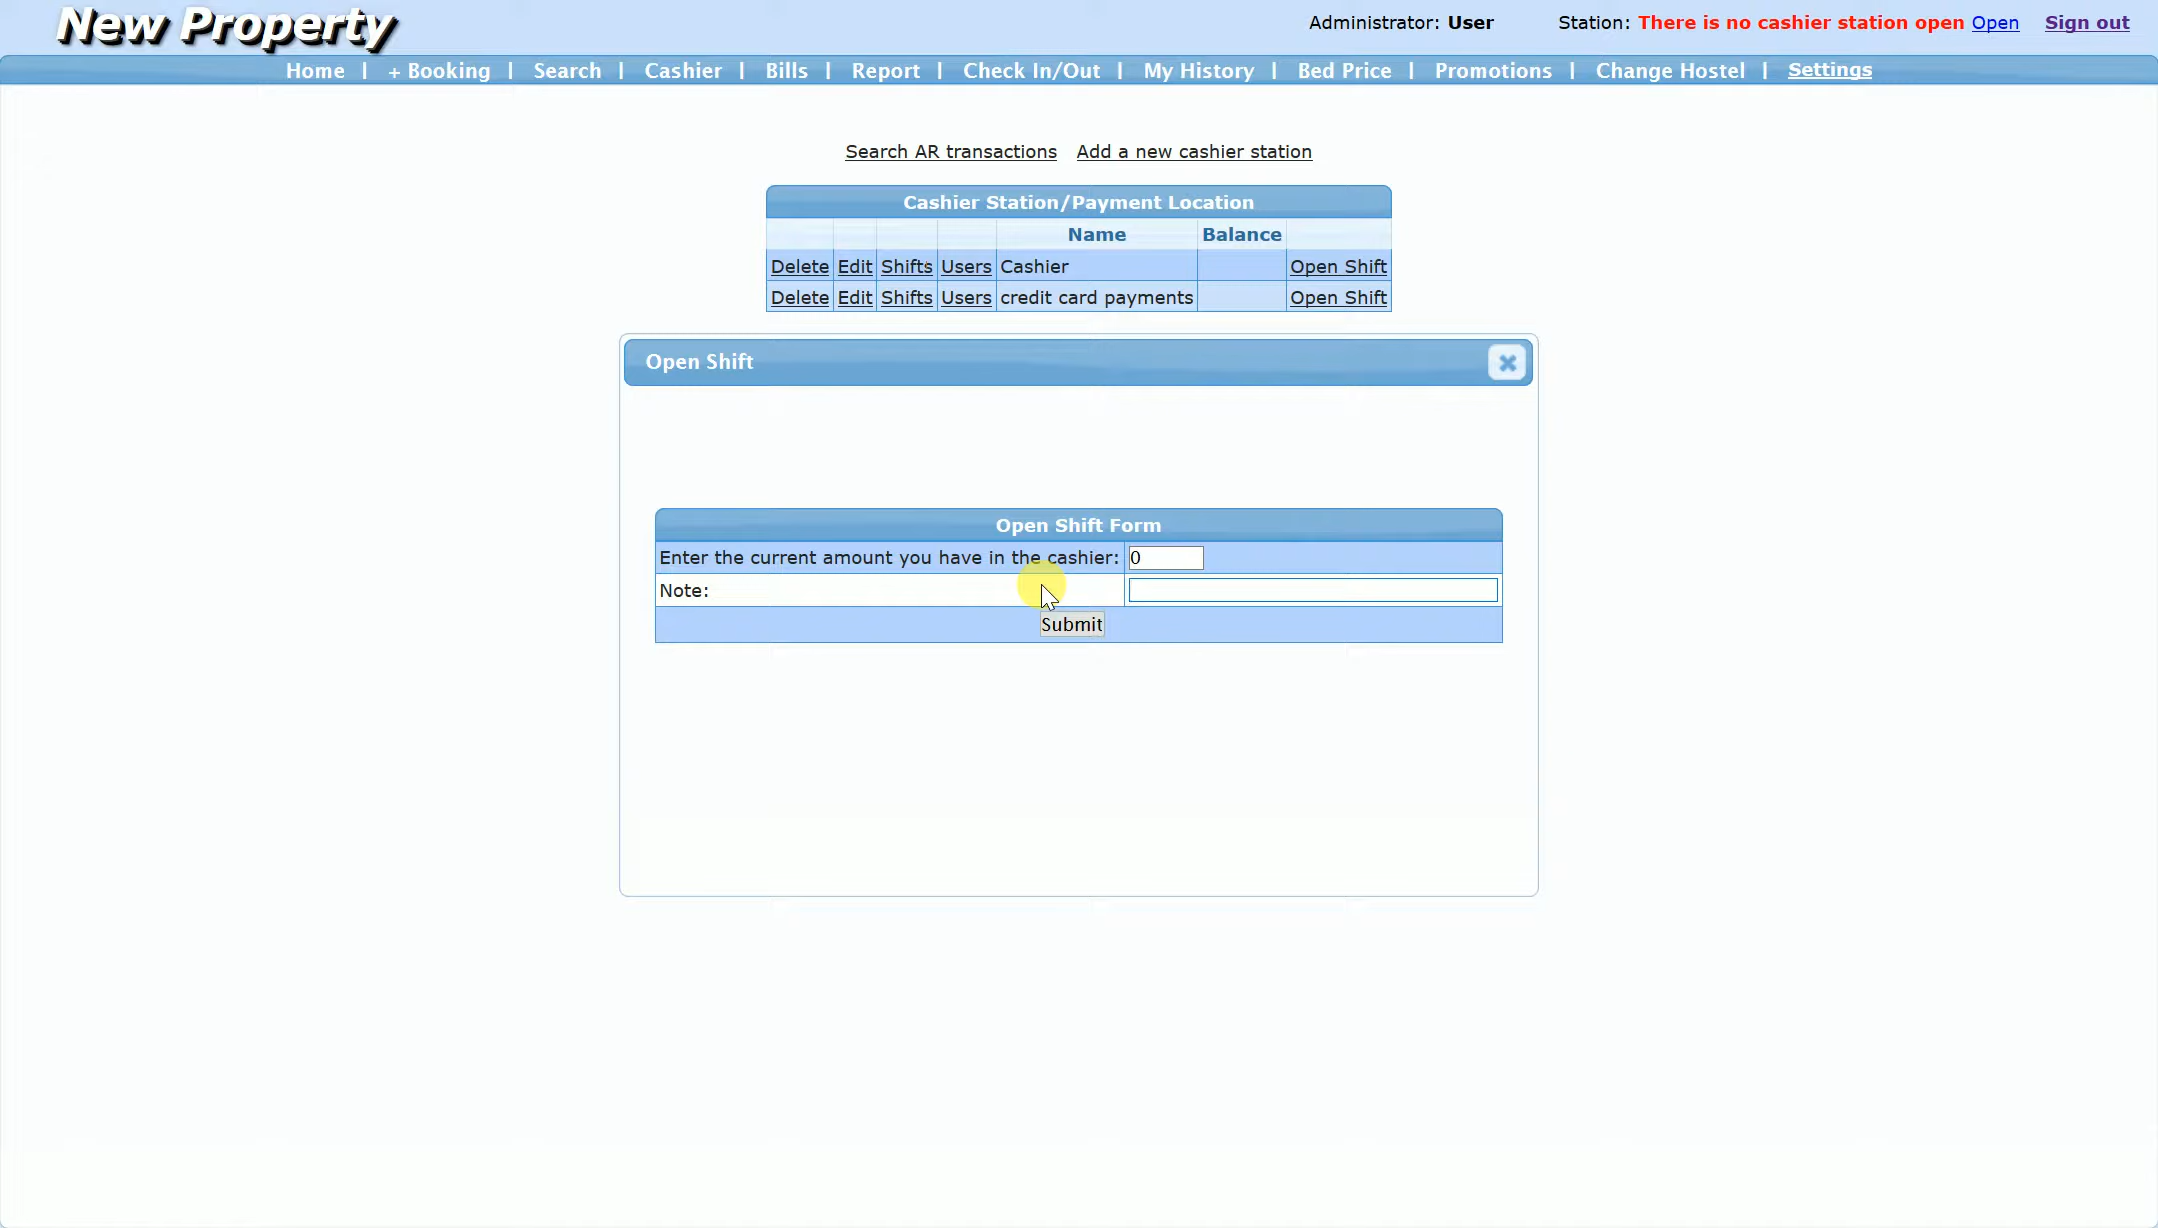 New Property
Administrator: User Station: There is no cashier station open Open Sign out
Home | + Booking | Search | Cashier | Bills | Report | Check In/Out | My History | Bed Price | Promotions | Change Hostel | Settings
Search AR transactions Add a new cashier station
Cashier Station/Payment Location
Name Balance
Delete Edit Shifts Users Cashier Open Shift
Delete Edit Shifts Users credit card payments Open Shift
Open Shift
Open Shift Form
Enter the current amount you have in the cashier: 0
Note:
Submit